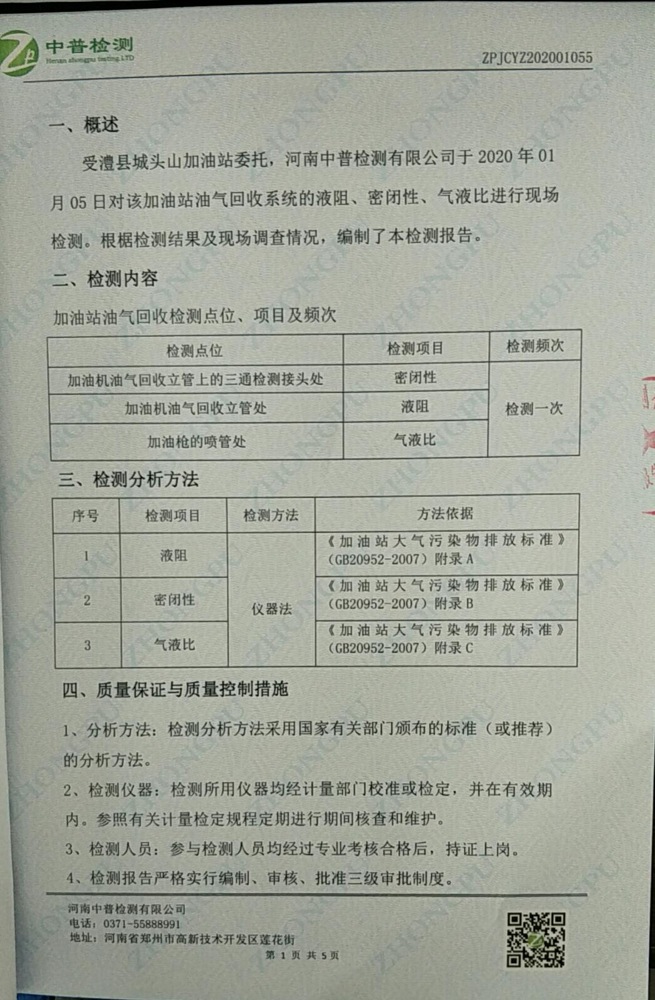 Zp 中普检测
Henan zhongpu testing.LTD
ZPJCYZ202001055
一、概述
受澧县城头山加油站委托，河南中普检测有限公司于 2020 年 01
月 05 日对该加油站油气回收系统的液阻、密闭性、气液比进行现场
检测。根据检测结果及现场调查情况，编制了本检测报告。
二、检测内容
加油站油气回收检测点位、项目及频次
检测点位 检测项目 检测频次
加油机油气回收立管上的三通检测接头处 密闭性
加油机油气回收立管处 液阻 检测一次
加油枪的喷管处 气液比
三、检测分析方法
序号 检测项目 检测方法 方法依据
1 液阻 《加油站大气污染物排放标准》
（GB20952-2007）附录 A
2 密闭性 仪器法 《加油站大气污染物排放标准》
（GB20952-2007）附录 B
3 气液比 《加油站大气污染物排放标准》
（GB20952-2007）附录 C
四、质量保证与质量控制措施
1、分析方法：检测分析方法采用国家有关部门颁布的标准（或推荐）
的分析方法。
2、检测仪器：检测所用仪器均经计量部门校准或检定，并在有效期
内。参照有关计量检定规程定期进行期间核查和维护。
3、检测人员：参与检测人员均经过专业考核合格后，持证上岗。
4、检测报告严格实行编制、审核、批准三级审批制度。
河南中普检测有限公司
电话：0371-55888991
地址：河南省郑州市高新技术开发区莲花街
第 1 页 共 5 页
ZHONGPU